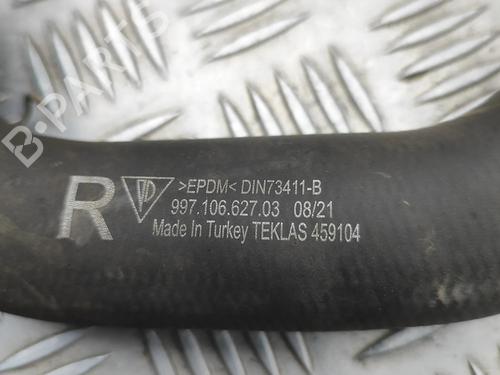 B-PARTS
R >EPDM< DIN73411-B
997.106.627.03 08/21
Made In Turkey TEKLAS 459104